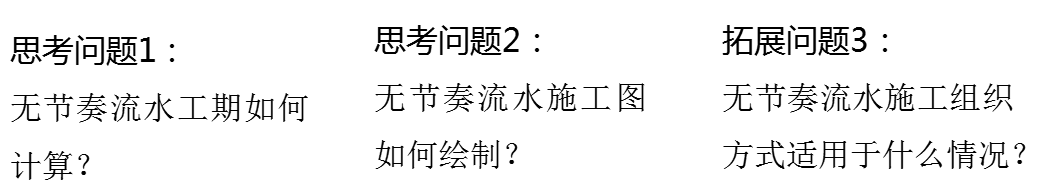 思考问题1：
无节奏流水工期如何
计算？
思考问题2：
无节奏流水施工图
如何绘制？
拓展问题3：
无节奏流水施工组织
方式适用于什么情况？